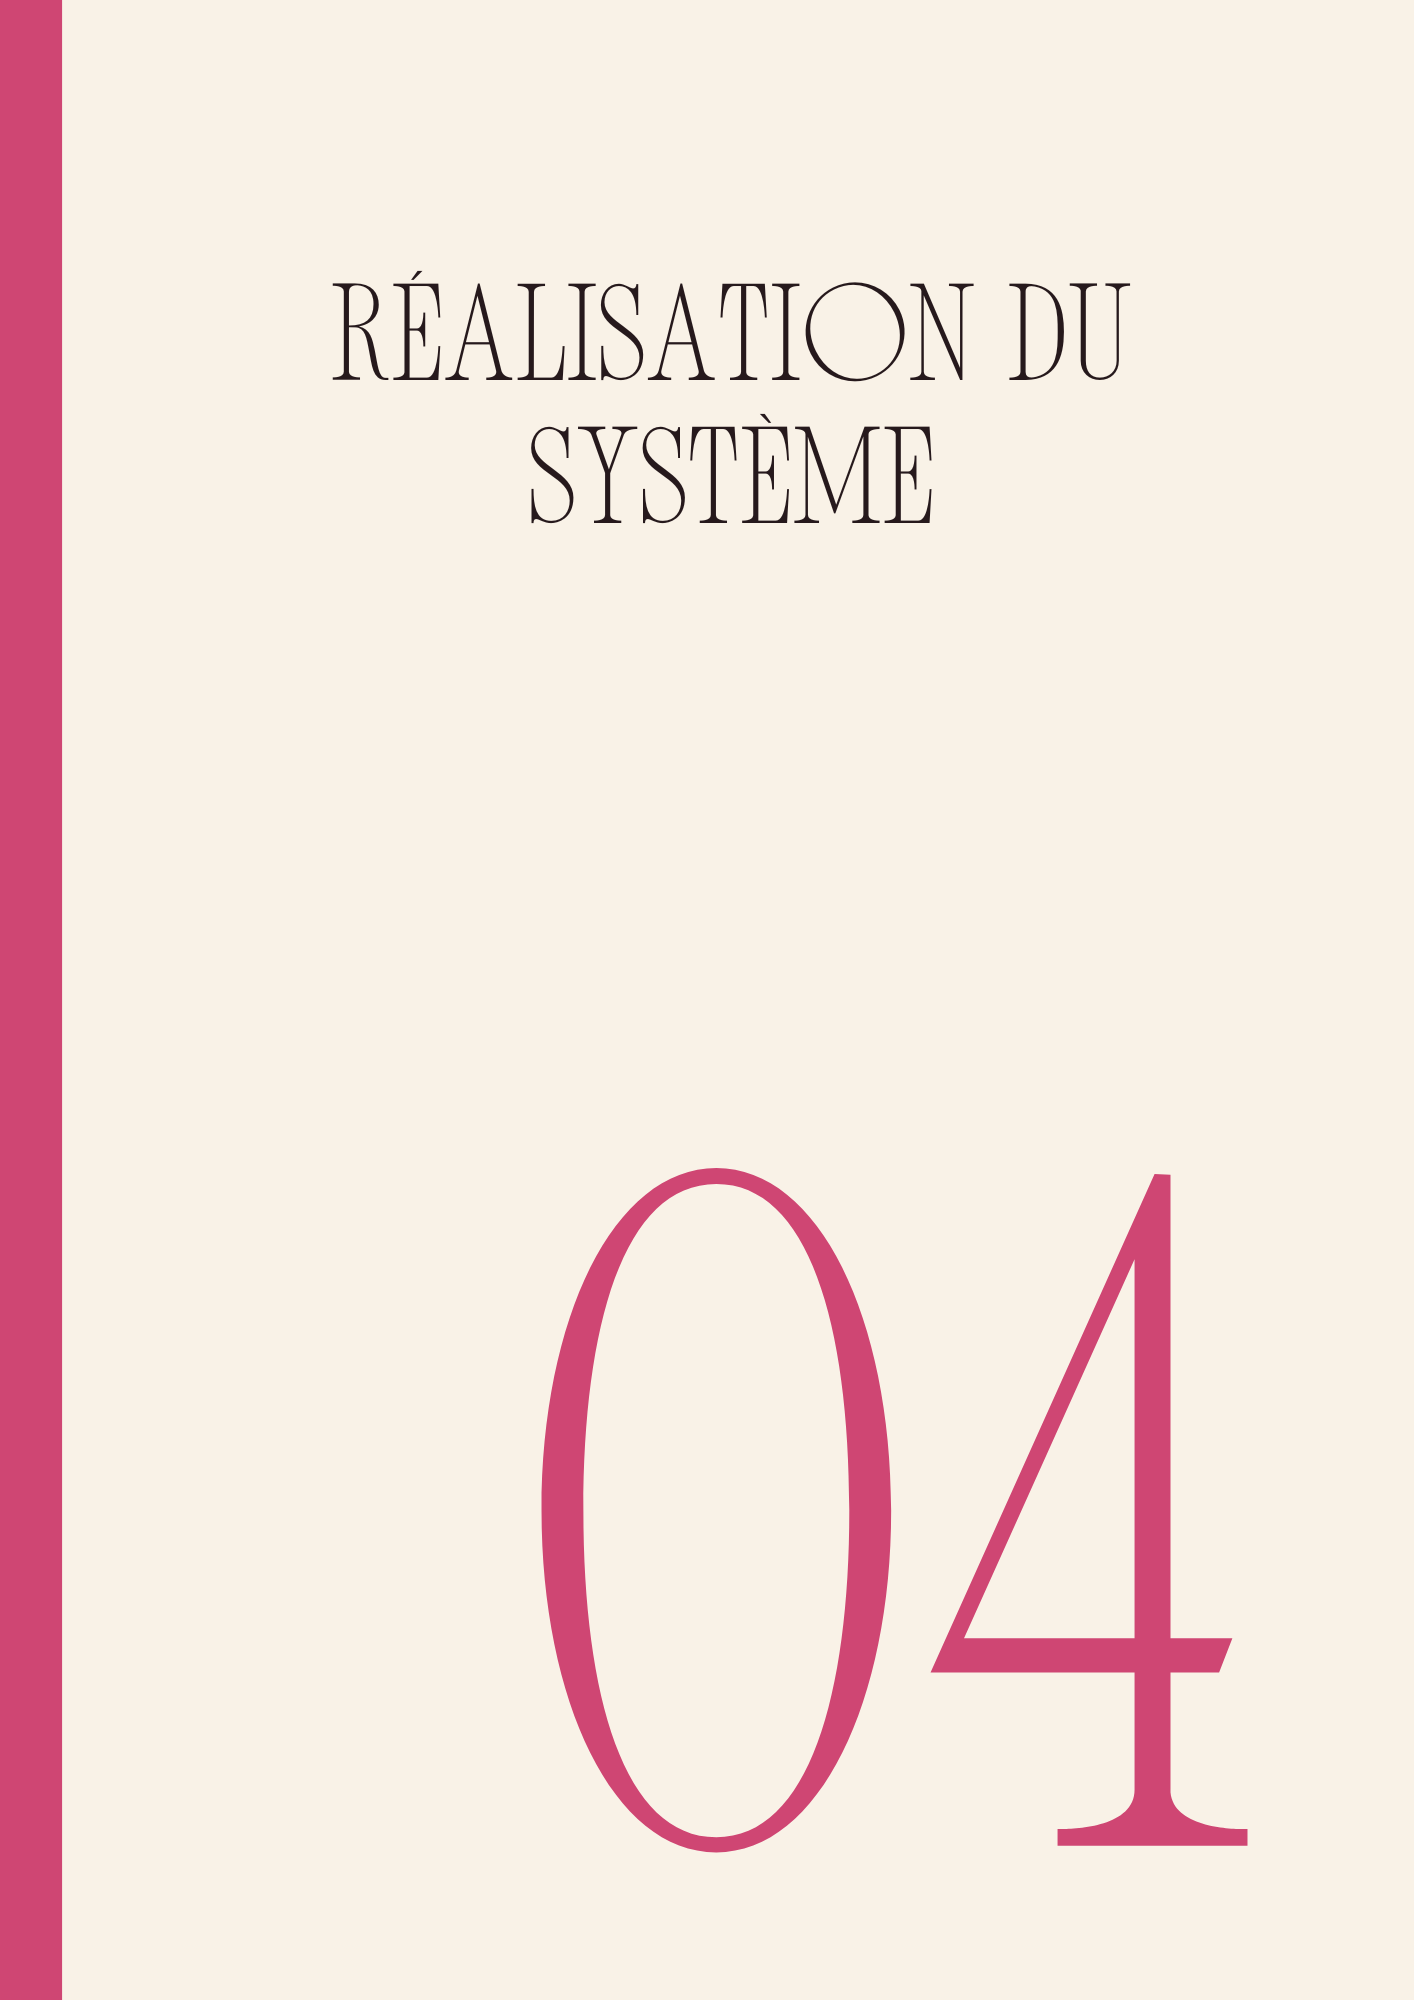 RÉALISATION DU
SYSTÈME
04